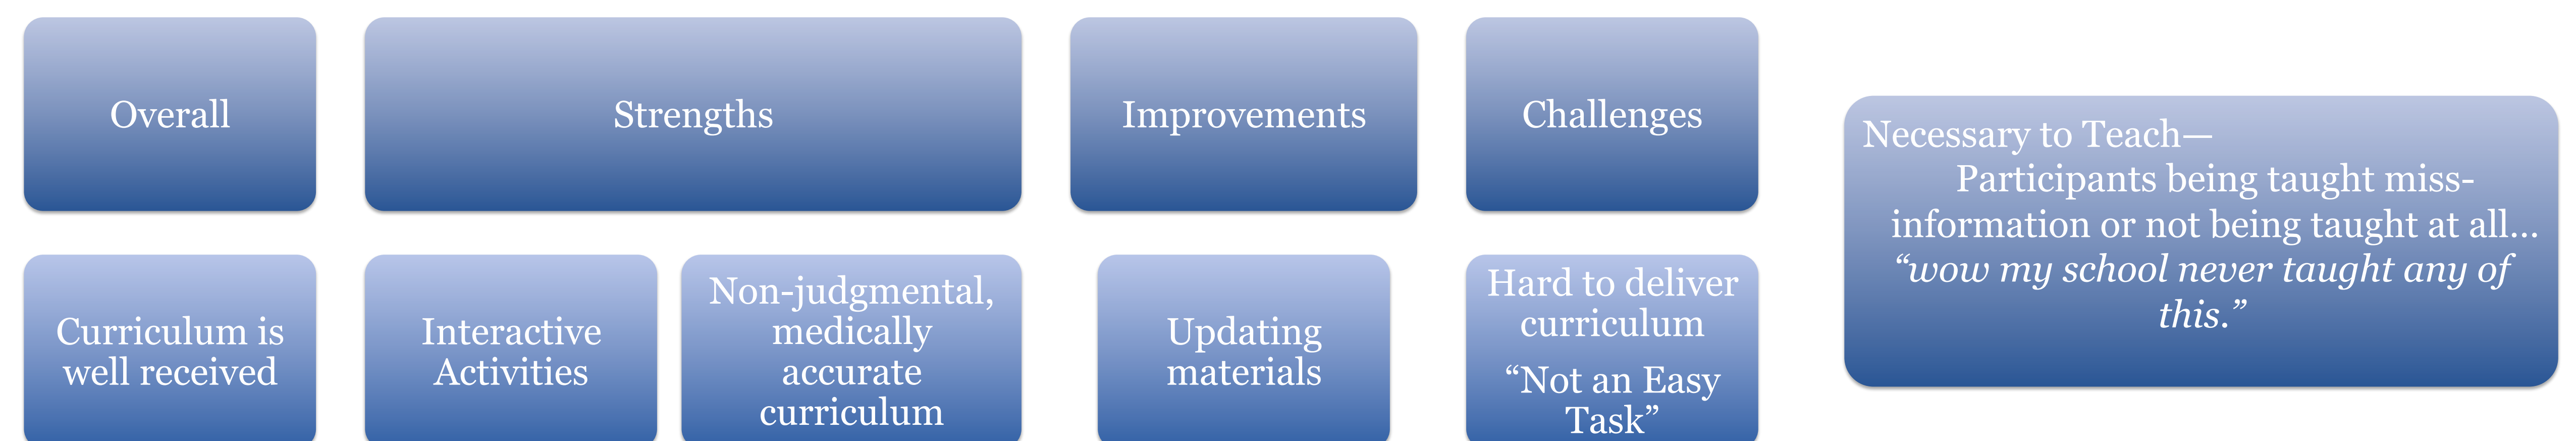 Overall
Strengths
Improvements
Challenges
Curriculum is
well received
Interactive
Activities
Non-judgmental,
medically
accurate
curriculum
Updating
materials
Hard to deliver
curriculum
“Not an Easy
Task”
Necessary to Teach—
Participants being taught miss-
information or not being taught at all…
“wow my school never taught any of
this.”